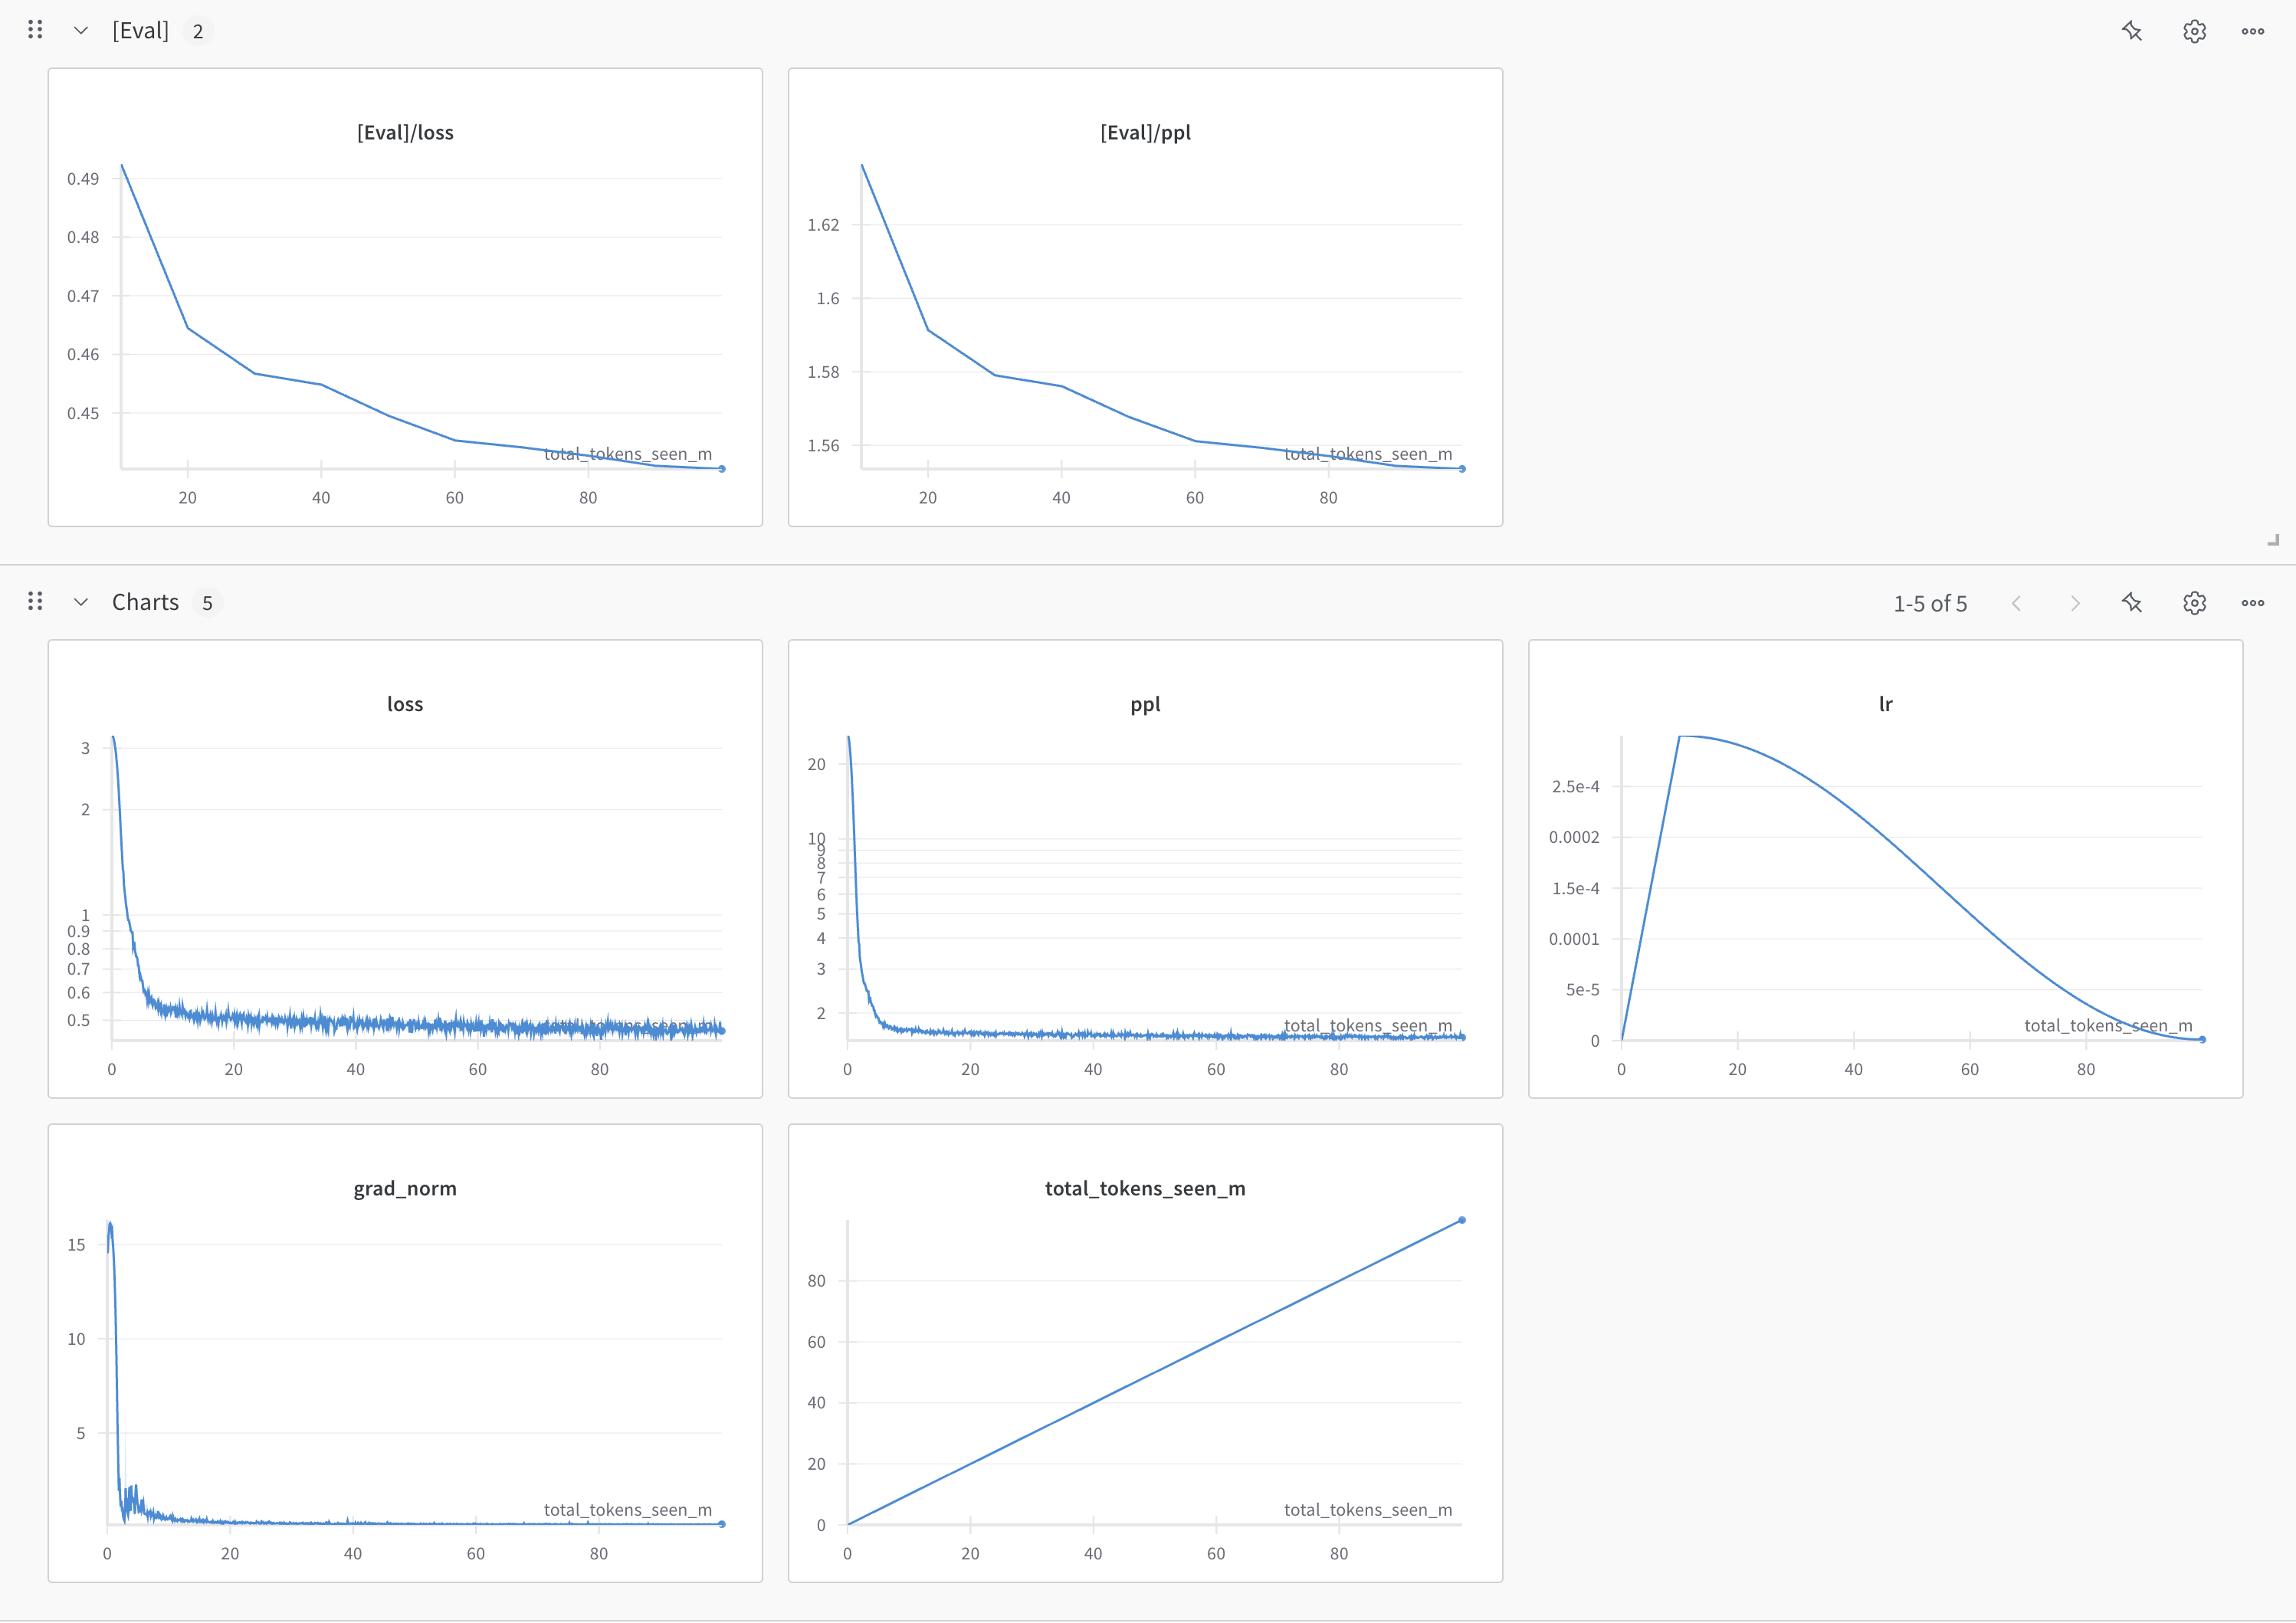 [Eval] 2
[Eval]/loss
0.49
0.48
0.47
0.46
0.45
total_tokens_seen_m
20 40 60 80
[Eval]/ppl
1.62
1.6
1.58
1.56
total_tokens_seen_m
20 40 60 80
Charts 5
1-5 of 5
loss
3
2
1
0.9
0.8
0.7
0.6
0.5
total_tokens_seen_m
0 20 40 60 80
ppl
20
10
9
8
7
6
5
4
3
2
total_tokens_seen_m
0 20 40 60 80
lr
2.5e-4
0.0002
1.5e-4
0.0001
5e-5
0
total_tokens_seen_m
0 20 40 60 80
grad_norm
15
10
5
total_tokens_seen_m
0 20 40 60 80
total_tokens_seen_m
80
60
40
20
0
total_tokens_seen_m
0 20 40 60 80